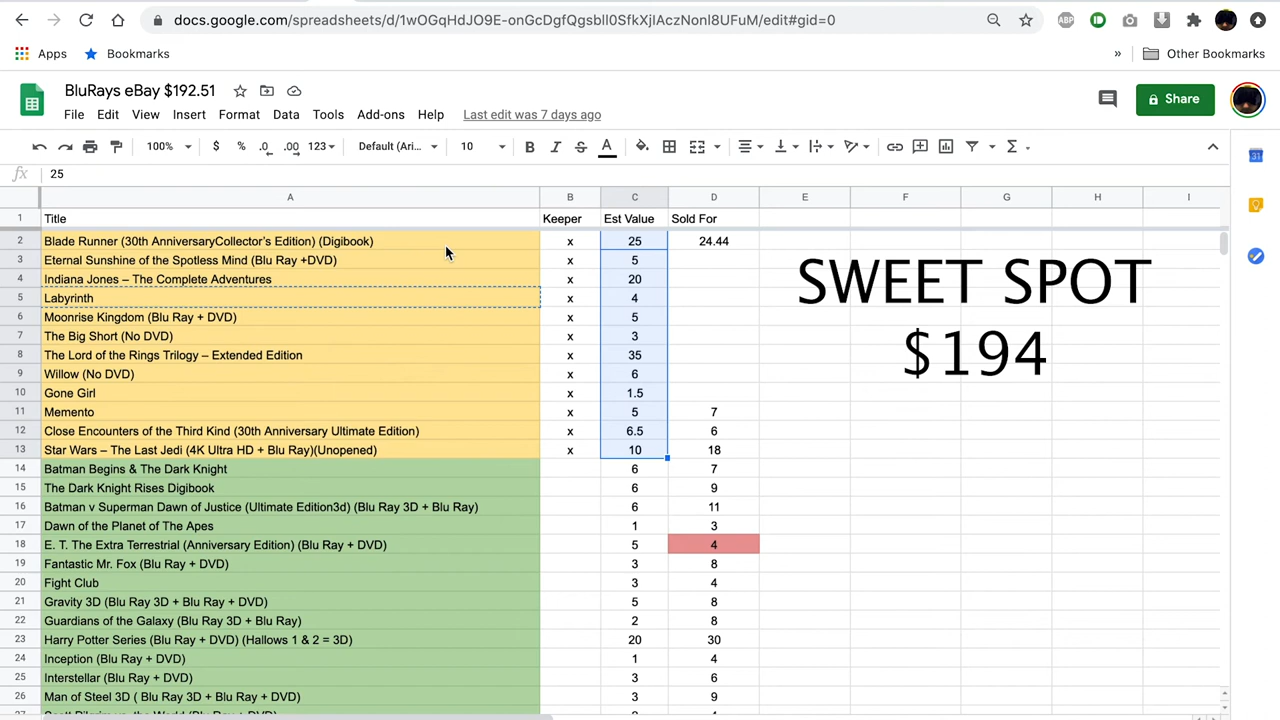 docs.google.com/spreadsheets/d/1wOGqHdJO9E-onGcDgfQgsbll0SfkXjIAczNonl8UFuM/edit#gid=0
ABP
Apps Bookmarks » Other Bookmarks
BluRays eBay $192.51
File Edit View Insert Format Data Tools Add-ons Help Last edit was 7 days ago
Share
100% $ % .0 .00 123 Default (Ari... 10 B I S A Σ
31
fx 25
A B C D E F G H I
1 Title Keeper Est Value Sold For
2 Blade Runner (30th AnniversaryCollector's Edition) (Digibook) x 25 24.44
3 Eternal Sunshine of the Spotless Mind (Blu Ray +DVD) x 5
4 Indiana Jones – The Complete Adventures x 20
5 Labyrinth x 4
6 Moonrise Kingdom (Blu Ray + DVD) x 5
7 The Big Short (No DVD) x 3
8 The Lord of the Rings Trilogy – Extended Edition x 35
9 Willow (No DVD) x 6
10 Gone Girl x 1.5
11 Memento x 5 7
12 Close Encounters of the Third Kind (30th Anniversary Ultimate Edition) x 6.5 6
13 Star Wars – The Last Jedi (4K Ultra HD + Blu Ray)(Unopened) x 10 18
14 Batman Begins & The Dark Knight 6 7
15 The Dark Knight Rises Digibook 6 9
16 Batman v Superman Dawn of Justice (Ultimate Edition3d) (Blu Ray 3D + Blu Ray) 6 11
17 Dawn of the Planet of The Apes 1 3
18 E. T. The Extra Terrestrial (Anniversary Edition) (Blu Ray + DVD) 5 4
19 Fantastic Mr. Fox (Blu Ray + DVD) 3 8
20 Fight Club 3 4
21 Gravity 3D (Blu Ray 3D + Blu Ray + DVD) 5 8
22 Guardians of the Galaxy (Blu Ray 3D + Blu Ray) 2 8
23 Harry Potter Series (Blu Ray + DVD) (Hallows 1 & 2 = 3D) 20 30
24 Inception (Blu Ray + DVD) 1 4
25 Interstellar (Blu Ray + DVD) 3 6
26 Man of Steel 3D ( Blu Ray 3D + Blu Ray + DVD) 3 9
SWEET SPOT
$194